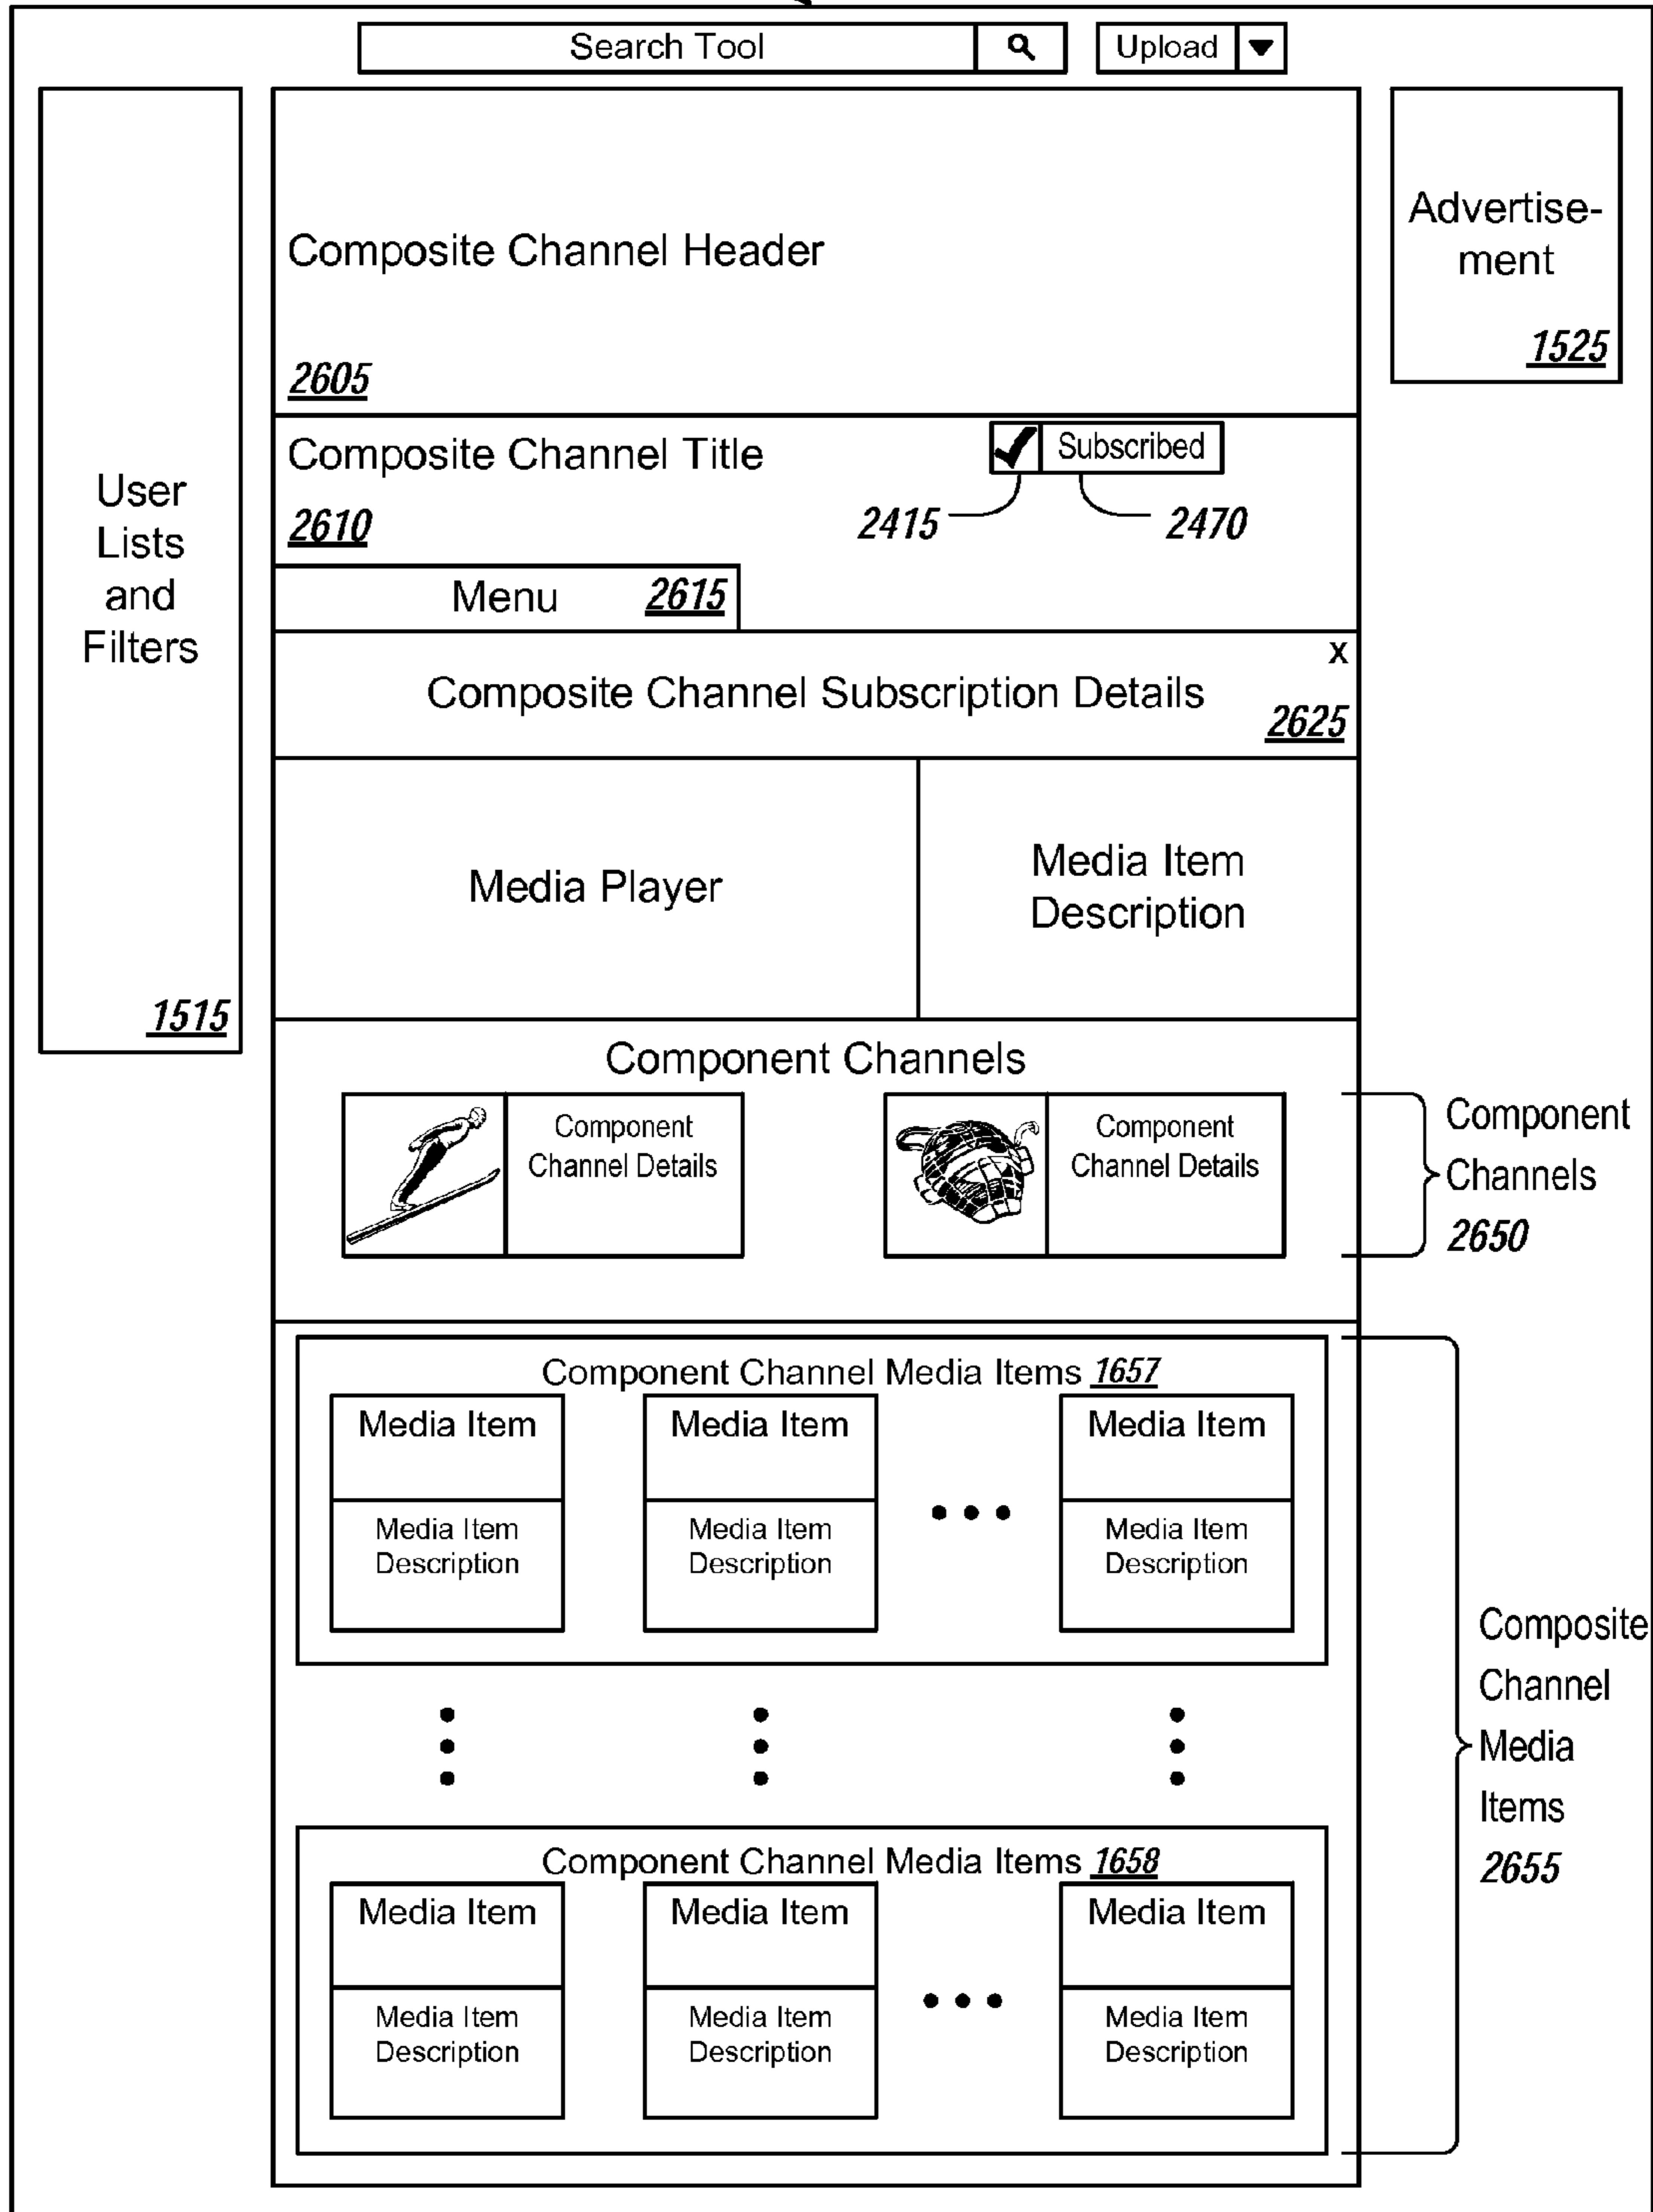 Search Tool
Upload
User
Lists
and
Filters
1515
Composite Channel Header
2605
Advertise-
ment
1525
Composite Channel Title
2610
Subscribed
2415
2470
Menu 2615
X
Composite Channel Subscription Details
2625
Media Player
Media Item
Description
Component Channels
Component
Channel Details
Component
Channel Details
Component
Channels
2650
Component Channel Media Items 1657
Media Item
Media Item
Description
Media Item
Media Item
Description
Media Item
Media Item
Description
Composite
Channel
Media
Items
2655
Component Channel Media Items 1658
Media Item
Media Item
Description
Media Item
Media Item
Description
Media Item
Media Item
Description